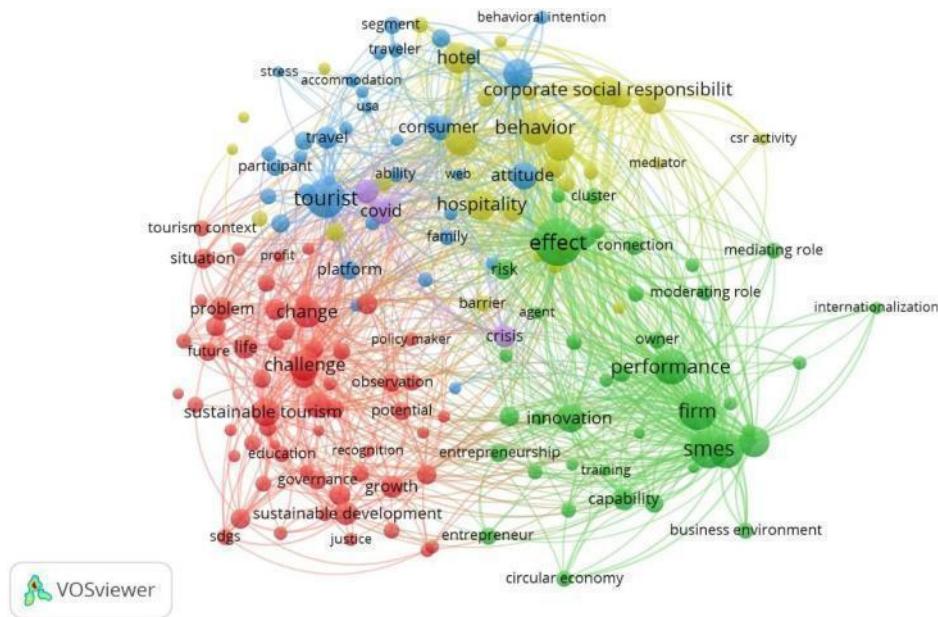 behavioral intention
segment
traveler
hotel
stress
accommodation
corporate social responsibilit
usa
consumer
behavior
travel
csr activity
participant
ability
web
attitude
mediator
tourist
covid
hospitality
cluster
tourism context
family
effect
connection
mediating role
situation
profit
platform
risk
moderating role
problem
change
barrier
agent
internationalization
future life
policy maker
crisis
owner
challenge
performance
observation
sustainable tourism
potential
innovation
firm
education
recognition
entrepreneurship
smes
governance
growth
training
capability
sustainable development
sdgs
justice
entrepreneur
business environment
circular economy
VOSviewer